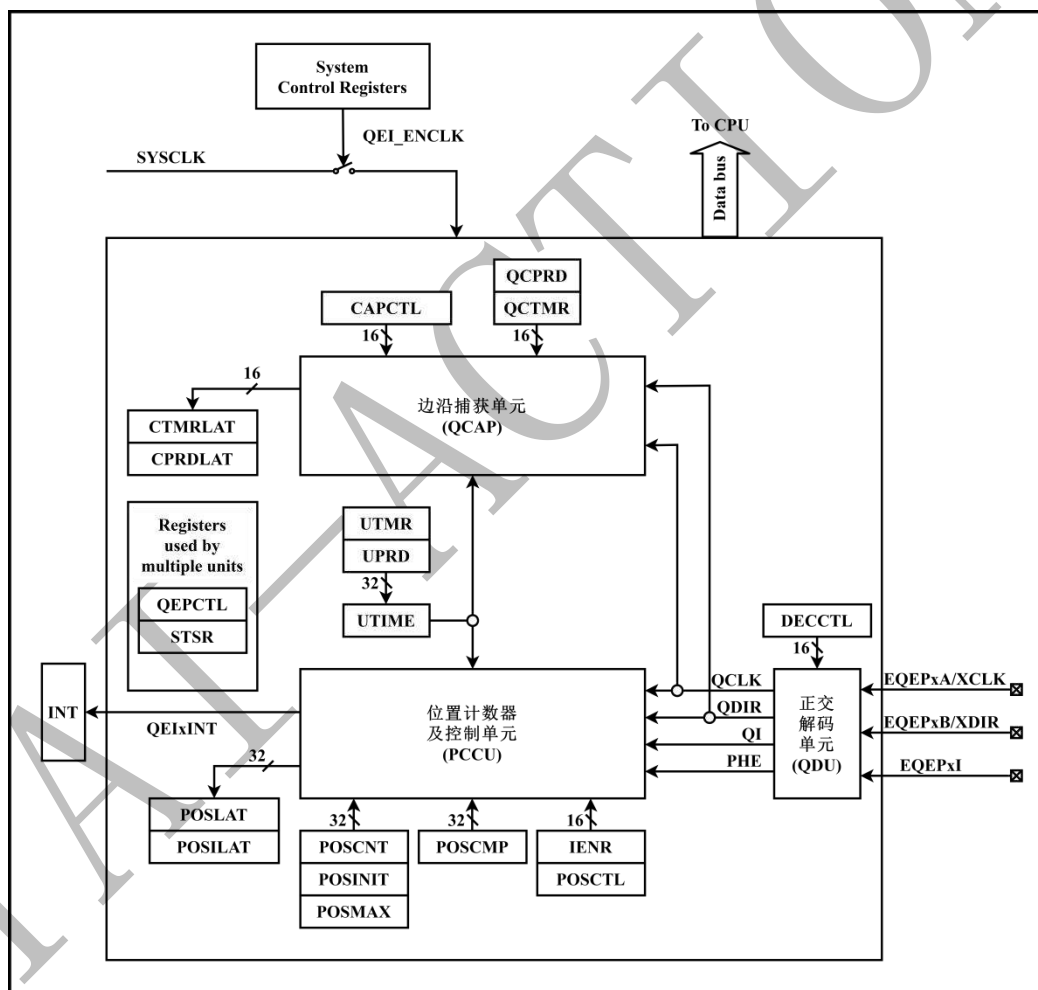 System
Control Registers
QEI_ENCLK
SYSCLK
To CPU
Data bus
QCPRD
QCTMR
CAPCTL
16
16
16
边沿捕获单元
(QCAP)
CTMRLAT
CPRDLAT
Registers
used by
multiple units
QEPCTL
STSR
UTMR
UPRD
32
UTIME
DECCTL
16
INT
QEIxINT
位置计数器
及控制单元
(PCCU)
QCLK
QDIR
QI
PHE
正交
解码
单元
(QDU)
EQEPxA/XCLK
EQEPxB/XDIR
EQEPxI
32
POSLAT
POSILAT
32
POSCNT
POSINIT
POSMAX
32
POSCMP
16
IENR
POSCTL